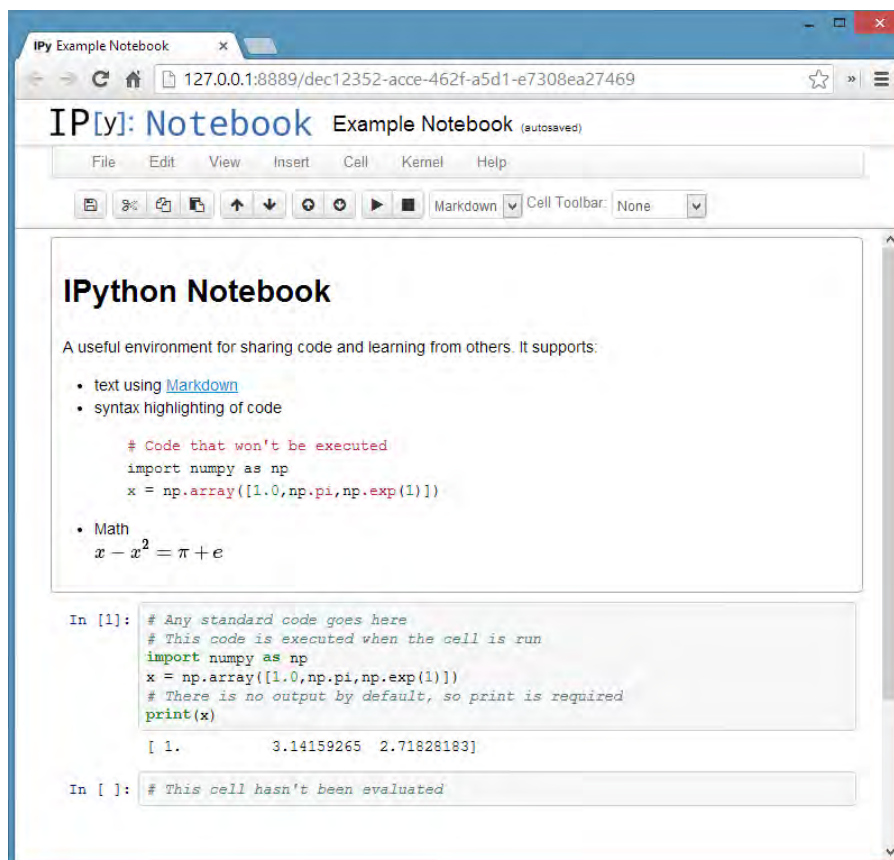 IPy Example Notebook
127.0.0.1:8889/dec12352-acce-462f-a5d1-e7308ea27469
IP[y]: Notebook Example Notebook (autosaved)
File Edit View Insert Cell Kernel Help
Markdown Cell Toolbar: None
IPython Notebook
A useful environment for sharing code and learning from others. It supports:
• text using Markdown
• syntax highlighting of code
# Code that won't be executed
import numpy as np
x = np.array([1.0,np.pi,np.exp(1)])
• Math
x − x² = π + e
In [1]: # Any standard code goes here
# This code is executed when the cell is run
import numpy as np
x = np.array([1.0,np.pi,np.exp(1)])
# There is no output by default, so print is required
print(x)
[ 1. 3.14159265 2.71828183]
In [ ]: # This cell hasn't been evaluated